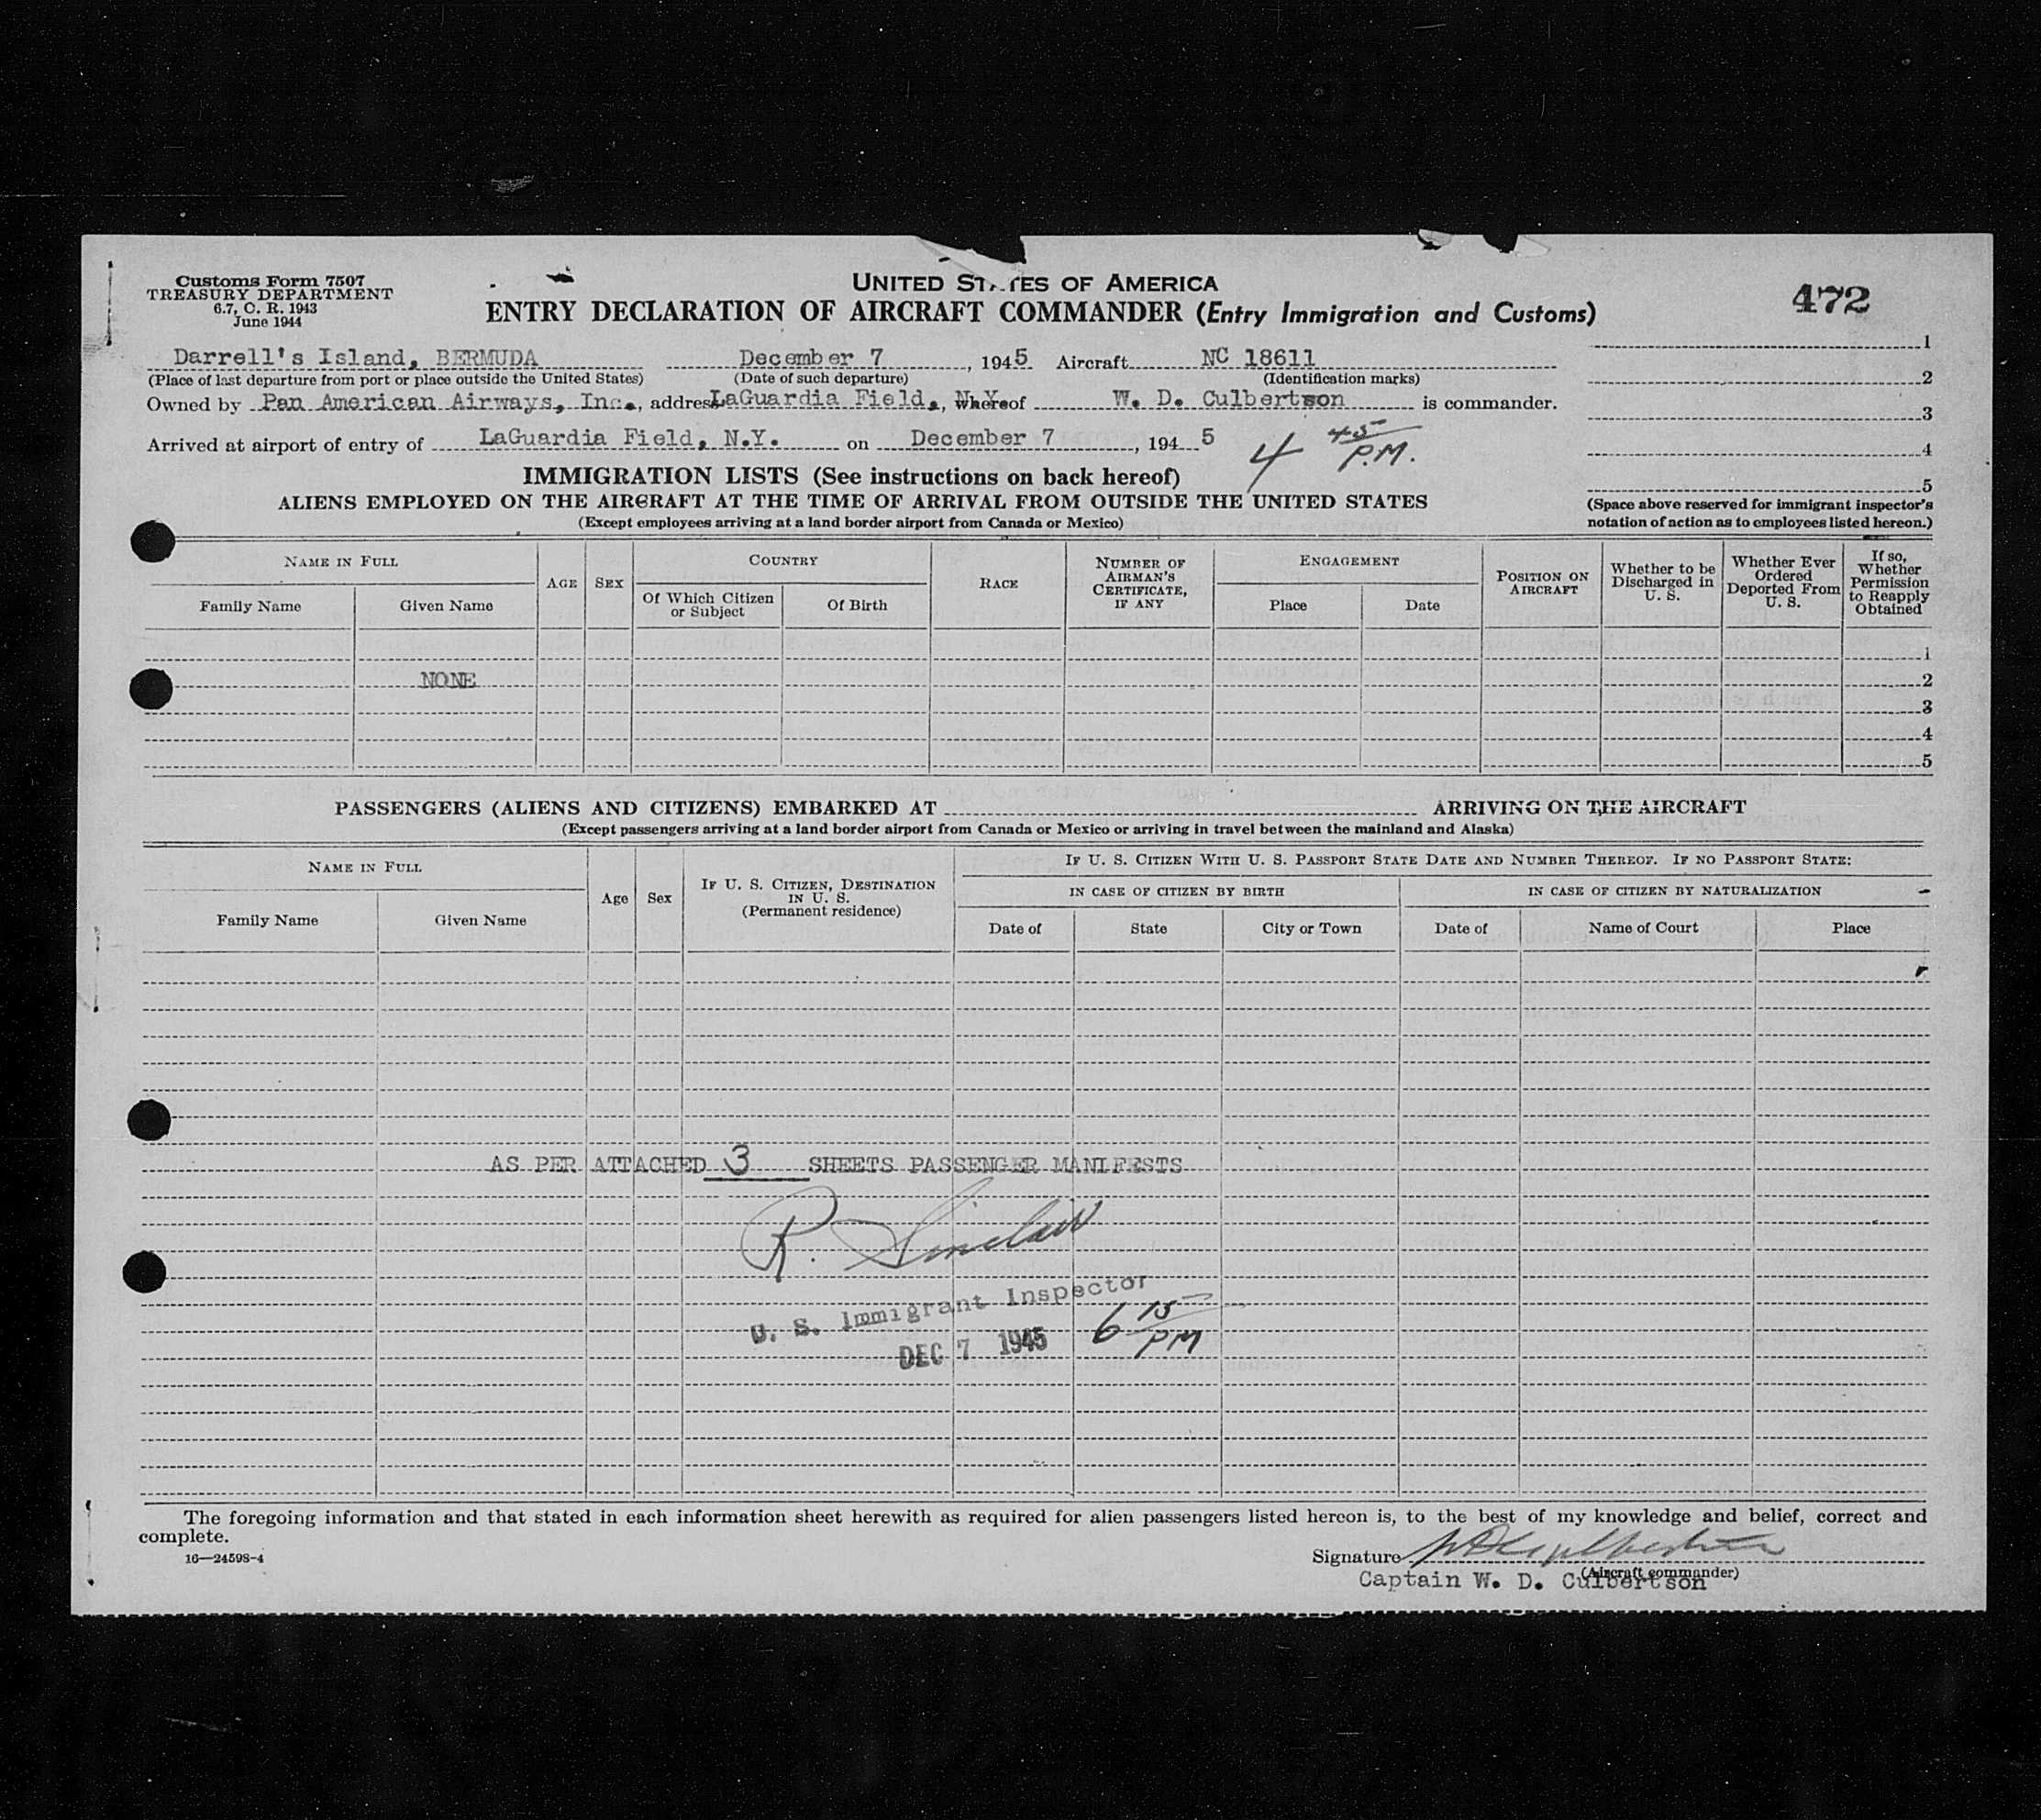 Customs Form 7507
TREASURY DEPARTMENT
6.7, C. R. 1943
June 1944
UNITED STATES OF AMERICA
ENTRY DECLARATION OF AIRCRAFT COMMANDER (Entry Immigration and Customs)
472
Darrell's Island, BERMUDA December 7, 1945 Aircraft NC 18611
(Place of last departure from port or place outside the United States) (Date of such departure) (Identification marks)
Owned by Pan American Airways, Inc., address LaGuardia Field, N.Y. Whereof W. D. Culbertson is commander.
Arrived at airport of entry of LaGuardia Field, N.Y. on December 7, 1945 4 45 P.M.
1
2
3
4
5
(Space above reserved for immigrant inspector's
notation of action as to employees listed hereon.)
IMMIGRATION LISTS (See instructions on back hereof)
ALIENS EMPLOYED ON THE AIRCRAFT AT THE TIME OF ARRIVAL FROM OUTSIDE THE UNITED STATES
(Except employees arriving at a land border airport from Canada or Mexico)
NAME IN FULL
Family Name Given Name
AGE
SEX
COUNTRY
Of Which Citizen or Subject
Of Birth
RACE
NUMBER OF AIRMAN'S CERTIFICATE, IF ANY
ENGAGEMENT
Place Date
POSITION ON AIRCRAFT
Whether to be Discharged in U. S.
Whether Ever Ordered Deported From U. S.
If so, Whether Permission to Reapply Obtained
1
NONE 2
3
4
5
PASSENGERS (ALIENS AND CITIZENS) EMBARKED AT ARRIVING ON THE AIRCRAFT
(Except passengers arriving at a land border airport from Canada or Mexico or arriving in travel between the mainland and Alaska)
NAME IN FULL
Family Name Given Name
Age
Sex
IF U. S. CITIZEN, DESTINATION IN U. S.
(Permanent residence)
IF U. S. CITIZEN WITH U. S. PASSPORT STATE DATE AND NUMBER THEREOF. IF NO PASSPORT STATE:
IN CASE OF CITIZEN BY BIRTH IN CASE OF CITIZEN BY NATURALIZATION
Date of State City or Town Date of Name of Court Place
AS PER ATTACHED 3 SHEETS PASSENGER MANIFESTS
R. Sinclair
U. S. Immigrant Inspector
DEC 7 1945 6 15 PM
The foregoing information and that stated in each information sheet herewith as required for alien passengers listed hereon is, to the best of my knowledge and belief, correct and
complete.
16—24598-4
Signature W D Culbertson
(Aircraft commander)
Captain W. D. Culbertson